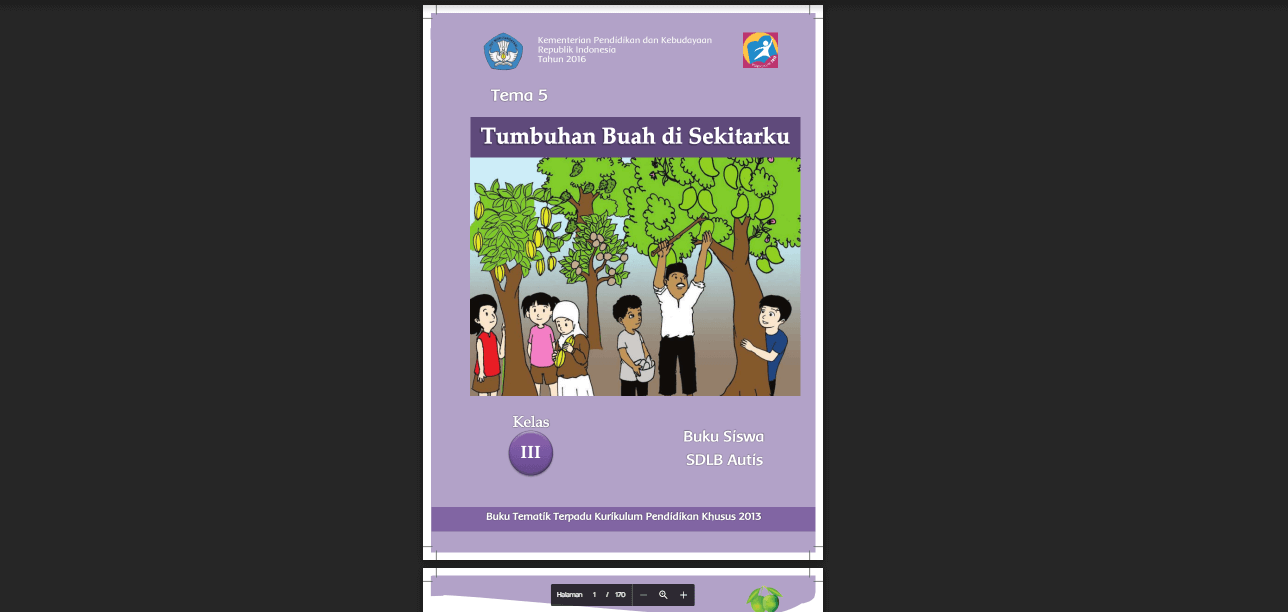 Kementerian Pendidikan dan Kebudayaan
Republik Indonesia
Tahun 2016
Tema 5
Tumbuhan Buah di Sekitarku
Kelas
III
Buku Siswa
SDLB Autis
Buku Tematik Terpadu Kurikulum Pendidikan Khusus 2013
Halaman 1 / 170